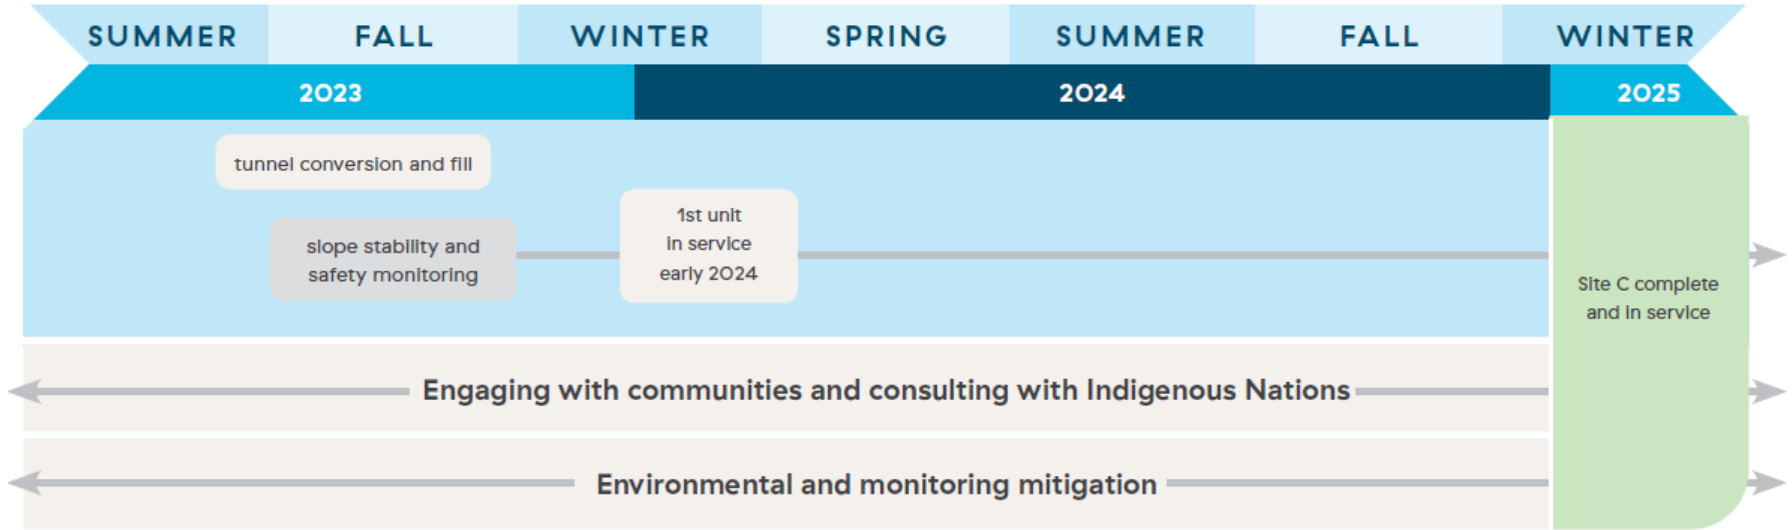 SUMMER FALL WINTER SPRING SUMMER FALL WINTER
2023 2024 2025
tunnel conversion and fill
slope stability and
safety monitoring
1st unit
in service
early 2024
Site C complete
and in service
Engaging with communities and consulting with Indigenous Nations
Environmental and monitoring mitigation